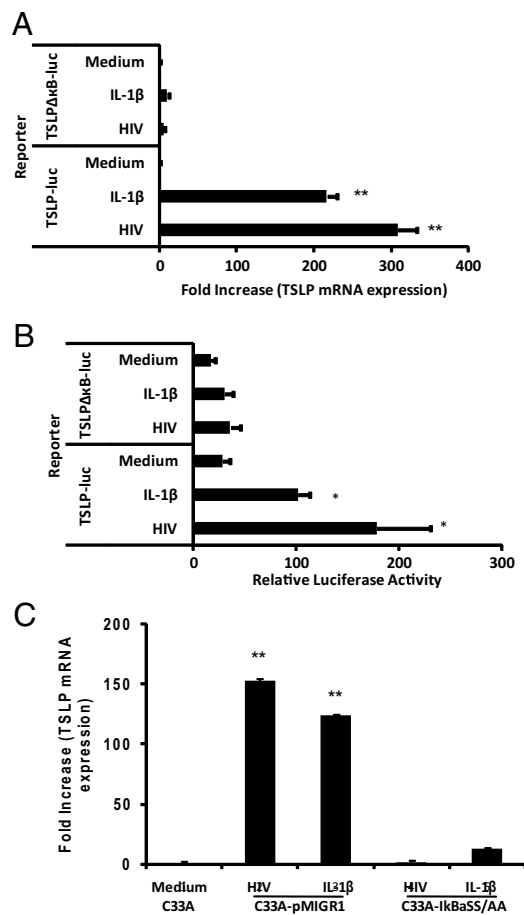 A
Reporter
TSLPΔκB-luc
Medium
IL-1β
HIV
TSLP-luc
Medium
IL-1β
**
HIV
**
0 100 200 300 400
Fold Increase (TSLP mRNA expression)
B
Reporter
TSLPΔκB-luc
Medium
IL-1β
HIV
TSLP-luc
Medium
IL-1β
*
HIV
*
0 100 200 300
Relative Luciferase Activity
C
Fold Increase (TSLP mRNA
expression)
200
150
100
50
0
**
**
Medium HIV IL-1β HIV IL-1β
C33A C33A-pMIGR1 C33A-IkBaSS/AA